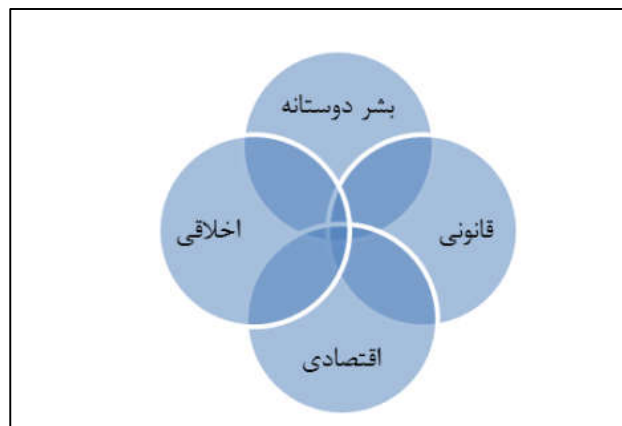 بشر دوستانه
قانونی
اخلاقی
اقتصادی